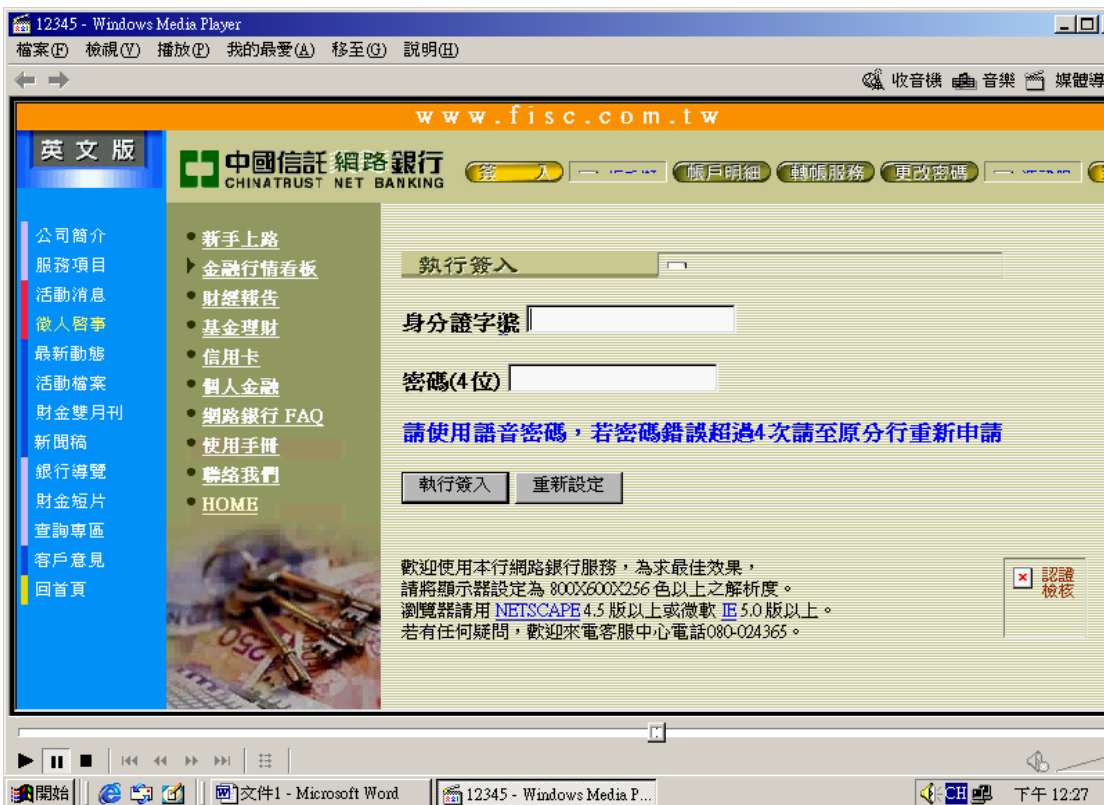 12345 - Windows Media Player
檔案(F) 檢視(V) 播放(P) 我的最愛(A) 移至(G) 說明(H)
收音機 音樂 媒體導
www.fisc.com.tw
英文版
中國信託 網路銀行
CHINATRUST NET BANKING
簽 入 帳戶明細 轉帳服務 更改密碼
公司簡介
服務項目
活動消息
徵人啓事
最新動態
活動檔案
財金雙月刊
新聞稿
銀行導覽
財金短片
查詢專區
客戶意見
回首頁
新手上路
金融行情看板
財經報告
基金理財
信用卡
個人金融
網路銀行 FAQ
使用手冊
聯絡我們
HOME
執行簽入
身分證字號
密碼(4位)
請使用語音密碼，若密碼錯誤超過4次請至原分行重新申請
執行簽入 重新設定
歡迎使用本行網路銀行服務，為求最佳效果，
請將顯示器設定為 800X600X256 色以上之解析度。
瀏覽器請用 NETSCAPE 4.5 版以上或微軟 IE 5.0 版以上。
若有任何疑問，歡迎來電客服中心電話080-024365。
認證
檢核
開始 文件1 - Microsoft Word 12345 - Windows Media P... CH 下午 12:27